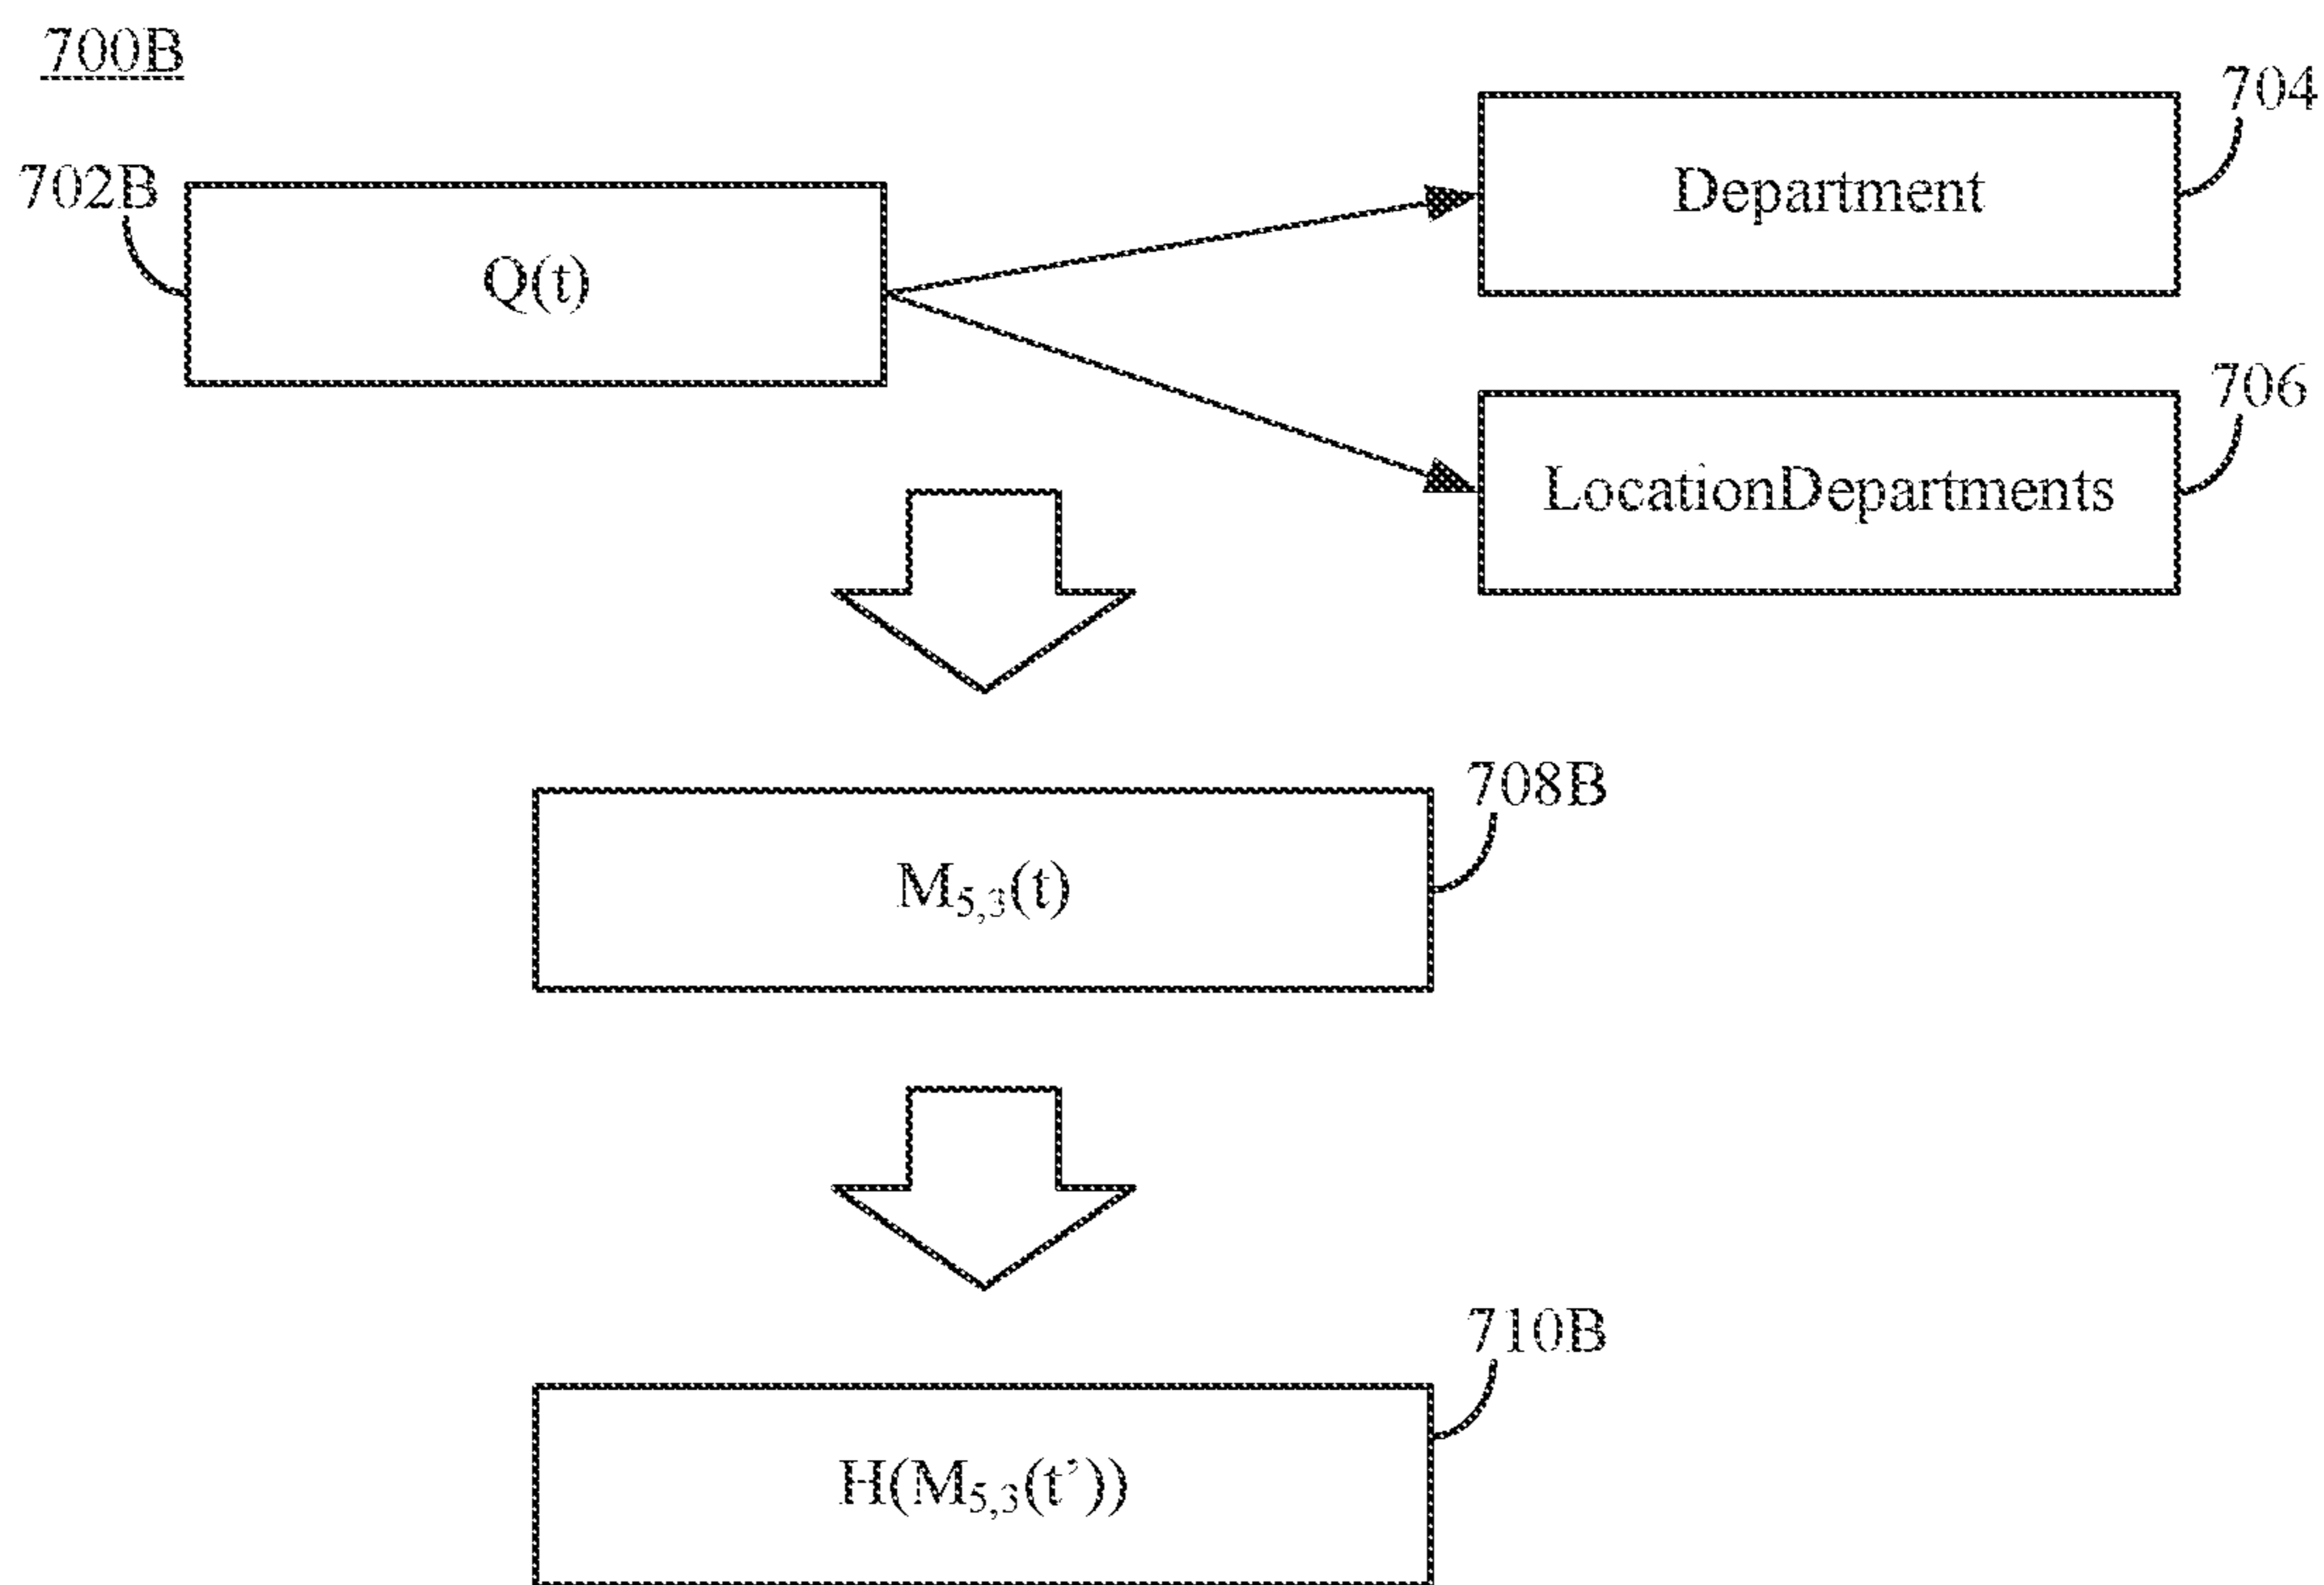 700B
704
Department
702B
Q(t)
706
LocationDepartments
708B
M₅,₃(t)
710B
H(M₅,₃(t’))